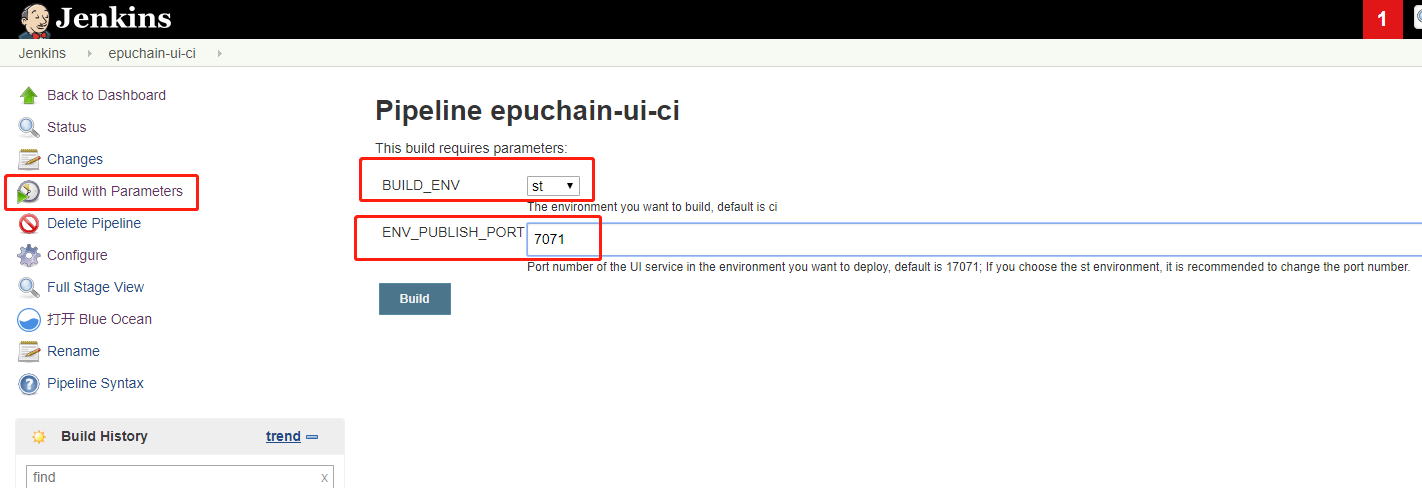 Jenkins
1
Jenkins epuchain-ui-ci
Back to Dashboard
Status
Changes
Build with Parameters
Delete Pipeline
Configure
Full Stage View
打开 Blue Ocean
Rename
Pipeline Syntax
Build History trend
find x
Pipeline epuchain-ui-ci
This build requires parameters:
BUILD_ENV st
The environment you want to build, default is ci
ENV_PUBLISH_PORT 7071
Port number of the UI service in the environment you want to deploy, default is 17071; If you choose the st environment, it is recommended to change the port number.
Build